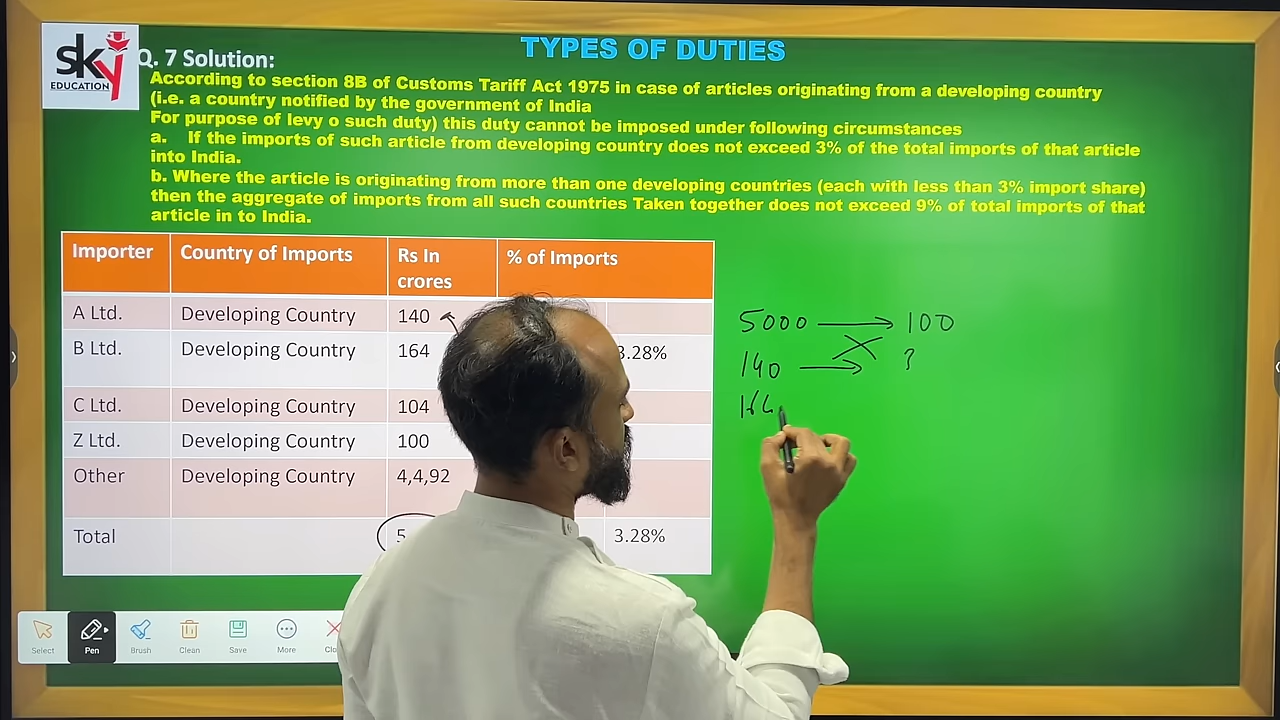 sky
EDUCATION
TYPES OF DUTIES
Q. 7 Solution:
According to section 8B of Customs Tariff Act 1975 in case of articles originating from a developing country
(i.e. a country notified by the government of India
For purpose of levy o such duty) this duty cannot be imposed under following circumstances
a. If the imports of such article from developing country does not exceed 3% of the total imports of that article
into India.
b. Where the article is originating from more than one developing countries (each with less than 3% import share)
then the aggregate of imports from all such countries Taken together does not exceed 9% of total imports of that
article in to India.
Importer Country of Imports Rs In crores % of Imports
A Ltd. Developing Country 140
B Ltd. Developing Country 164 3.28%
C Ltd. Developing Country 104
Z Ltd. Developing Country 100
Other Developing Country 4,4,92
Total 5 3.28%
5000 → 100
140 → ?
164
Select Pen Brush Clean Save More